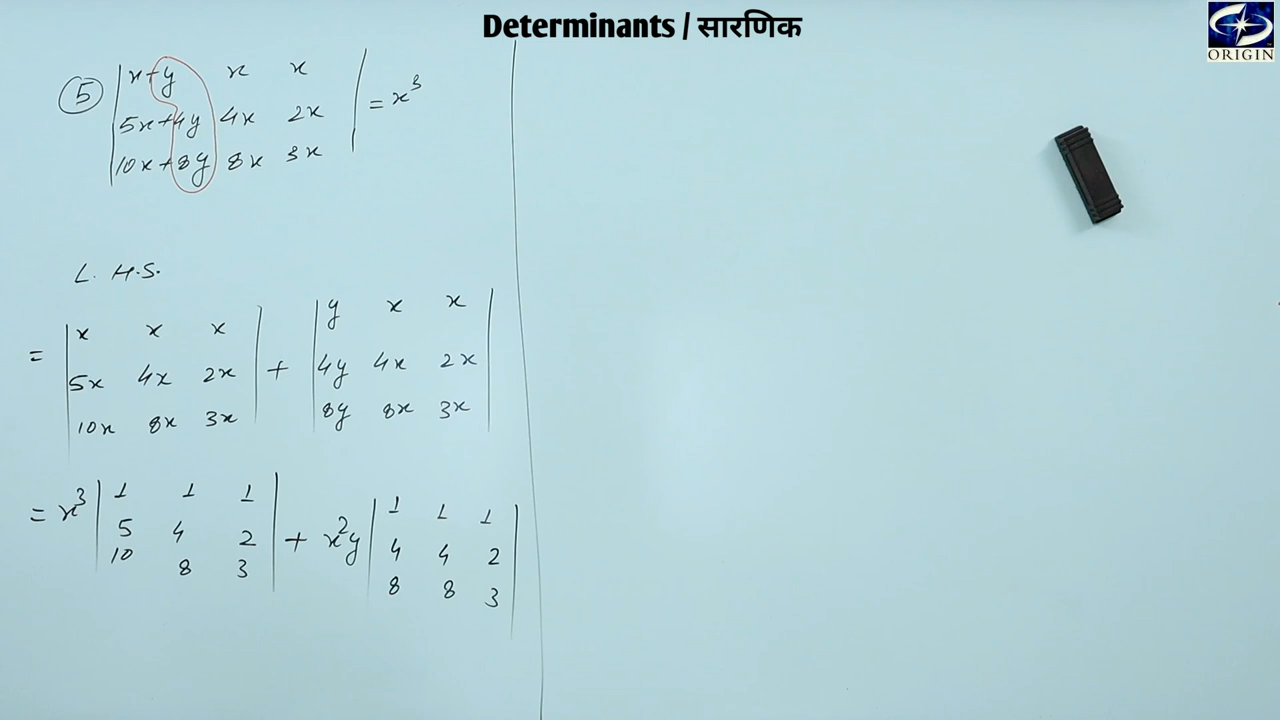 Determinants / सारणिक
ORIGIN
⑤ | x+y x x |
| 5x+4y 4x 2x | = x³
| 10x+8y 8x 3x |
L.H.S.
= | x x x | + | y x x |
| 5x 4x 2x | | 4y 4x 2x |
| 10x 8x 3x | | 8y 8x 3x |
= x³ | 1 1 1 | + x²y | 1 1 1 |
| 5 4 2 | | 4 4 2 |
| 10 8 3 | | 8 8 3 |